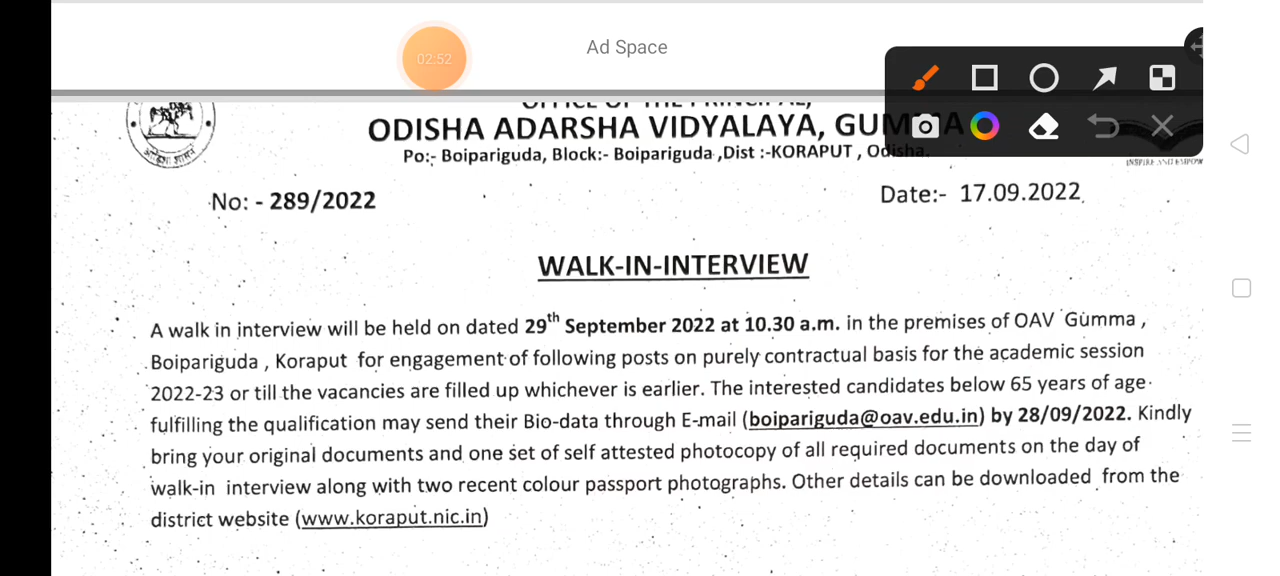 Ad Space
02:52
OFFICE OF THE PRINCIPAL,
ODISHA ADARSHA VIDYALAYA, GUMMA
Po:- Boipariguda, Block:- Boipariguda ,Dist :-KORAPUT , Odisha.
No: - 289/2022
Date:- 17.09.2022
WALK-IN-INTERVIEW
A walk in interview will be held on dated 29th September 2022 at 10.30 a.m. in the premises of OAV Gumma ,
Boipariguda , Koraput for engagement of following posts on purely contractual basis for the academic session
2022-23 or till the vacancies are filled up whichever is earlier. The interested candidates below 65 years of age
fulfilling the qualification may send their Bio-data through E-mail (boipariguda@oav.edu.in) by 28/09/2022. Kindly
bring your original documents and one set of self attested photocopy of all required documents on the day of
walk-in interview along with two recent colour passport photographs. Other details can be downloaded from the
district website (www.koraput.nic.in)